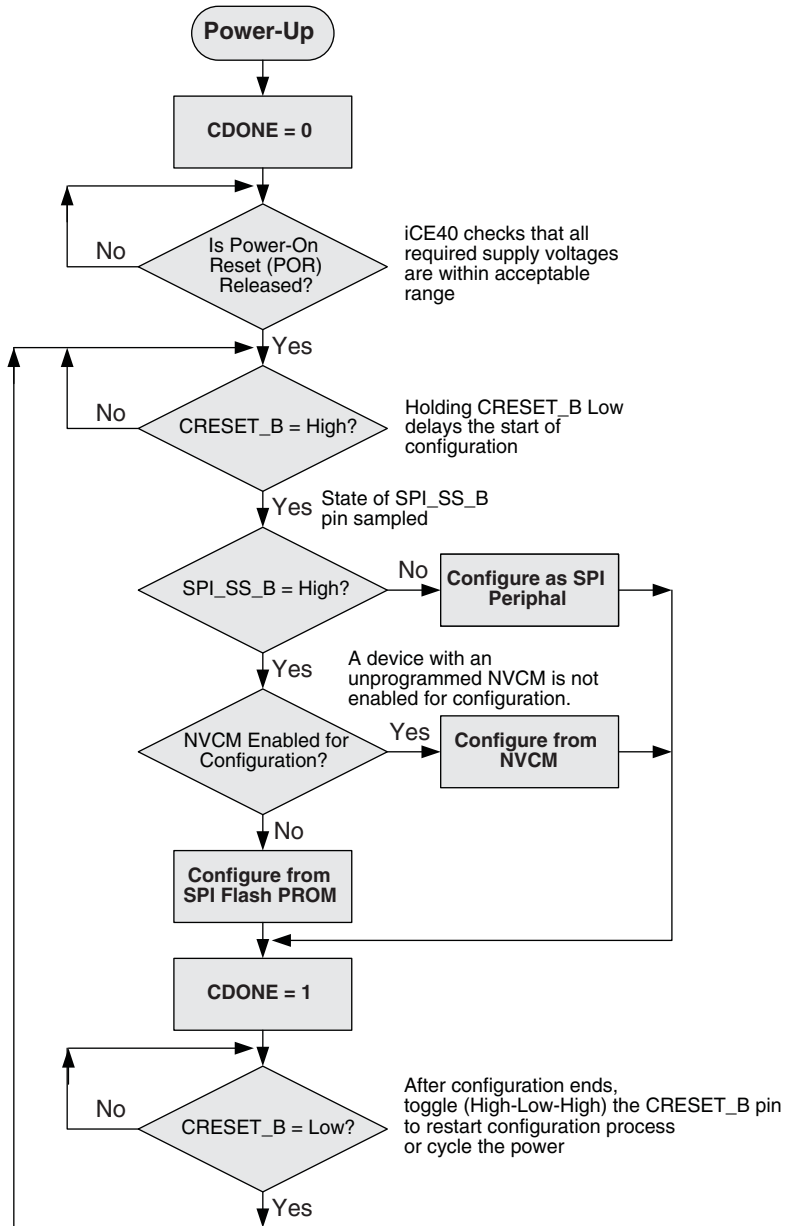 Power-Up
CDONE = 0
No
Is Power-On
Reset (POR)
Released?
iCE40 checks that all
required supply voltages
are within acceptable
range
Yes
No
CRESET_B = High?
Holding CRESET_B Low
delays the start of
configuration
Yes
State of SPI_SS_B
pin sampled
SPI_SS_B = High?
No
Configure as SPI
Periphal
Yes
A device with an
unprogrammed NVCM is not
enabled for configuration.
NVCM Enabled for
Configuration?
Yes
Configure from
NVCM
No
Configure from
SPI Flash PROM
CDONE = 1
No
CRESET_B = Low?
After configuration ends,
toggle (High-Low-High) the CRESET_B pin
to restart configuration process
or cycle the power
Yes